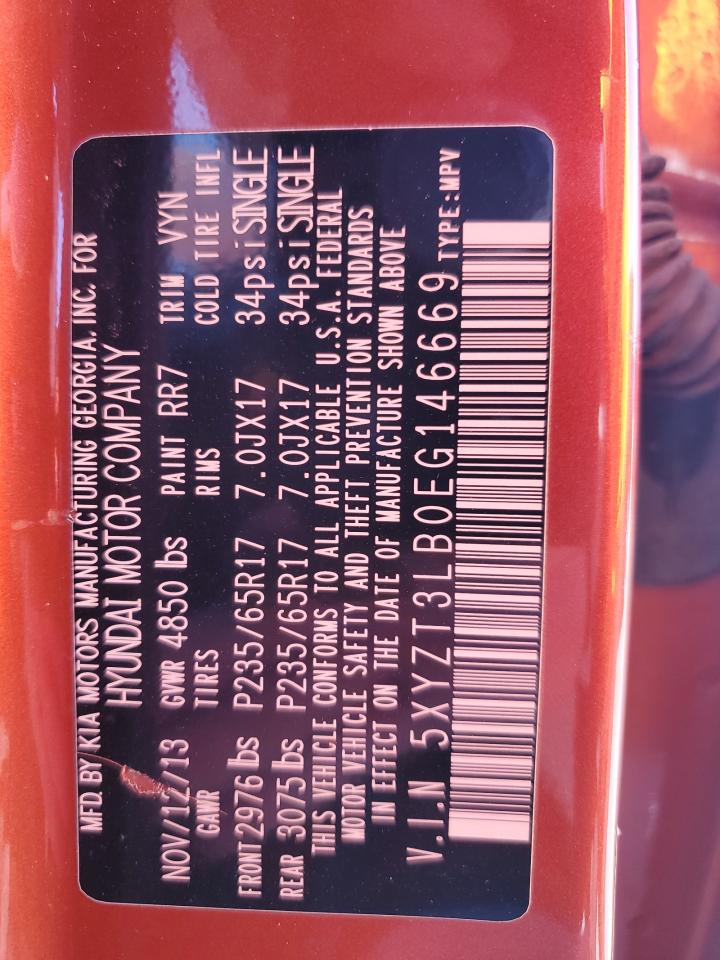 MFD. BY KIA MOTORS MANUFACTURING GEORGIA, INC. FOR
HYUNDAI MOTOR COMPANY
NOV/12/13 GVWR 4850 lbs PAINT RR7 TRIM VYN
GAWR TIRES RIMS COLD TIRE INFL
FRONT 2976 lbs P235/65R17 7.0JX17 34psi SINGLE
REAR 3075 lbs P235/65R17 7.0JX17 34psi SINGLE
THIS VEHICLE CONFORMS TO ALL APPLICABLE U.S.A. FEDERAL
MOTOR VEHICLE SAFETY AND THEFT PREVENTION STANDARDS
IN EFFECT ON THE DATE OF MANUFACTURE SHOWN ABOVE
V.I.N 5XYZT3LB0EG146669 TYPE:MPV